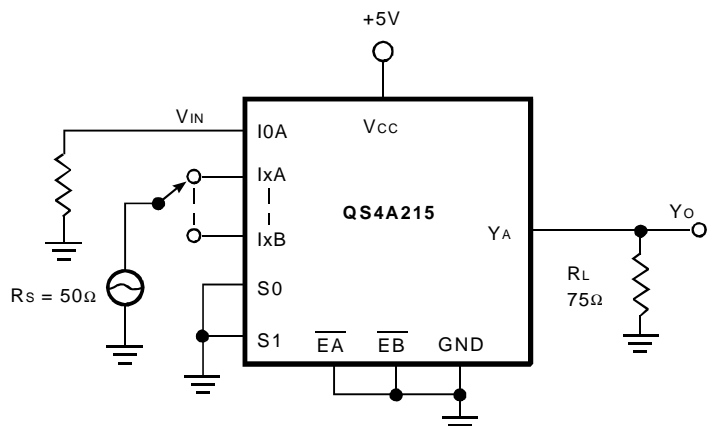 +5V
VIN
I0A
VCC
IxA
QS4A215
YA
YO
IxB
RS = 50Ω
S0
RL
75Ω
S1
EA
EB
GND